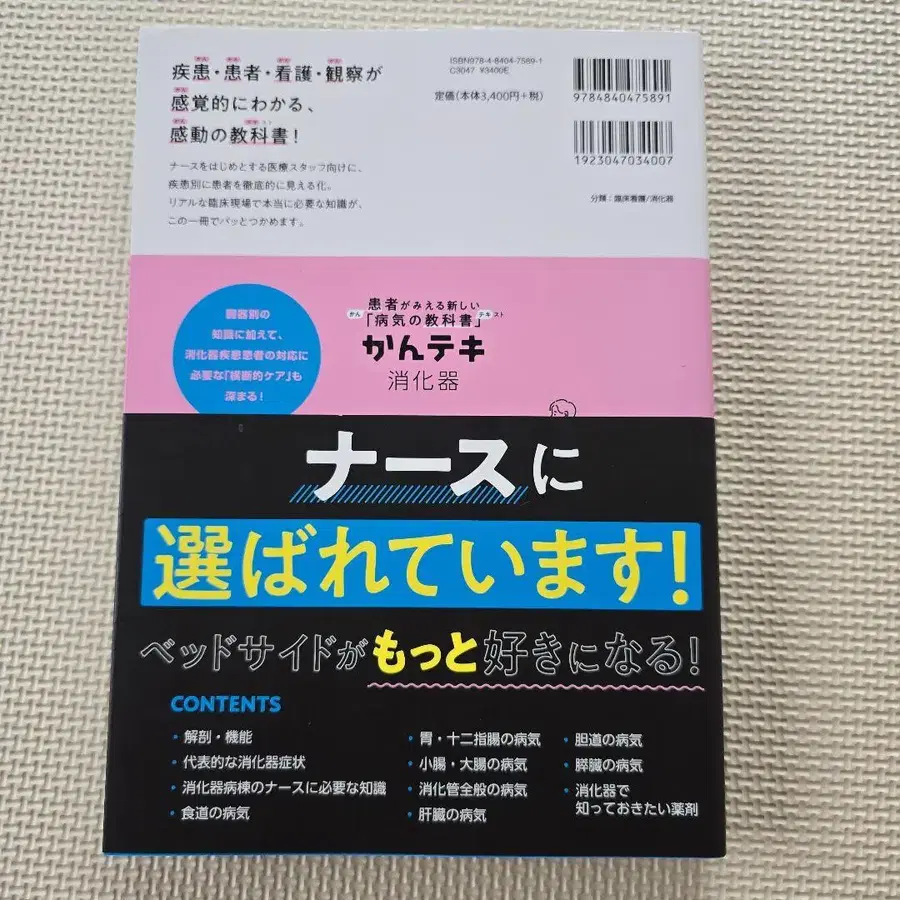 疾患・患者・看護・観察が
感覚的にわかる、
感動の教科書！
ナースをはじめとする医療スタッフ向けに、
疾患別に患者を徹底的に見える化。
リアルな臨床現場で本当に必要な知識が、
この一冊でパッとつかめます。
ISBN978-4-8404-7589-1
C3047 ¥3400E
定価（本体3,400円＋税）
9784840475891
1923047034007
分類：臨床看護/消化器
臓器別の
知識に加えて、
消化器疾患患者の対応に
必要な「横断的ケア」も
深まる！
患者がみえる新しい
「病気の教科書」
かん テキスト
かんテキ
消化器
ナースに
選ばれています！
ベッドサイドがもっと好きになる！
CONTENTS
・解剖・機能
・代表的な消化器症状
・消化器病棟のナースに必要な知識
・食道の病気
・胃・十二指腸の病気
・小腸・大腸の病気
・消化管全般の病気
・肝臓の病気
・胆道の病気
・膵臓の病気
・消化器で
知っておきたい薬剤